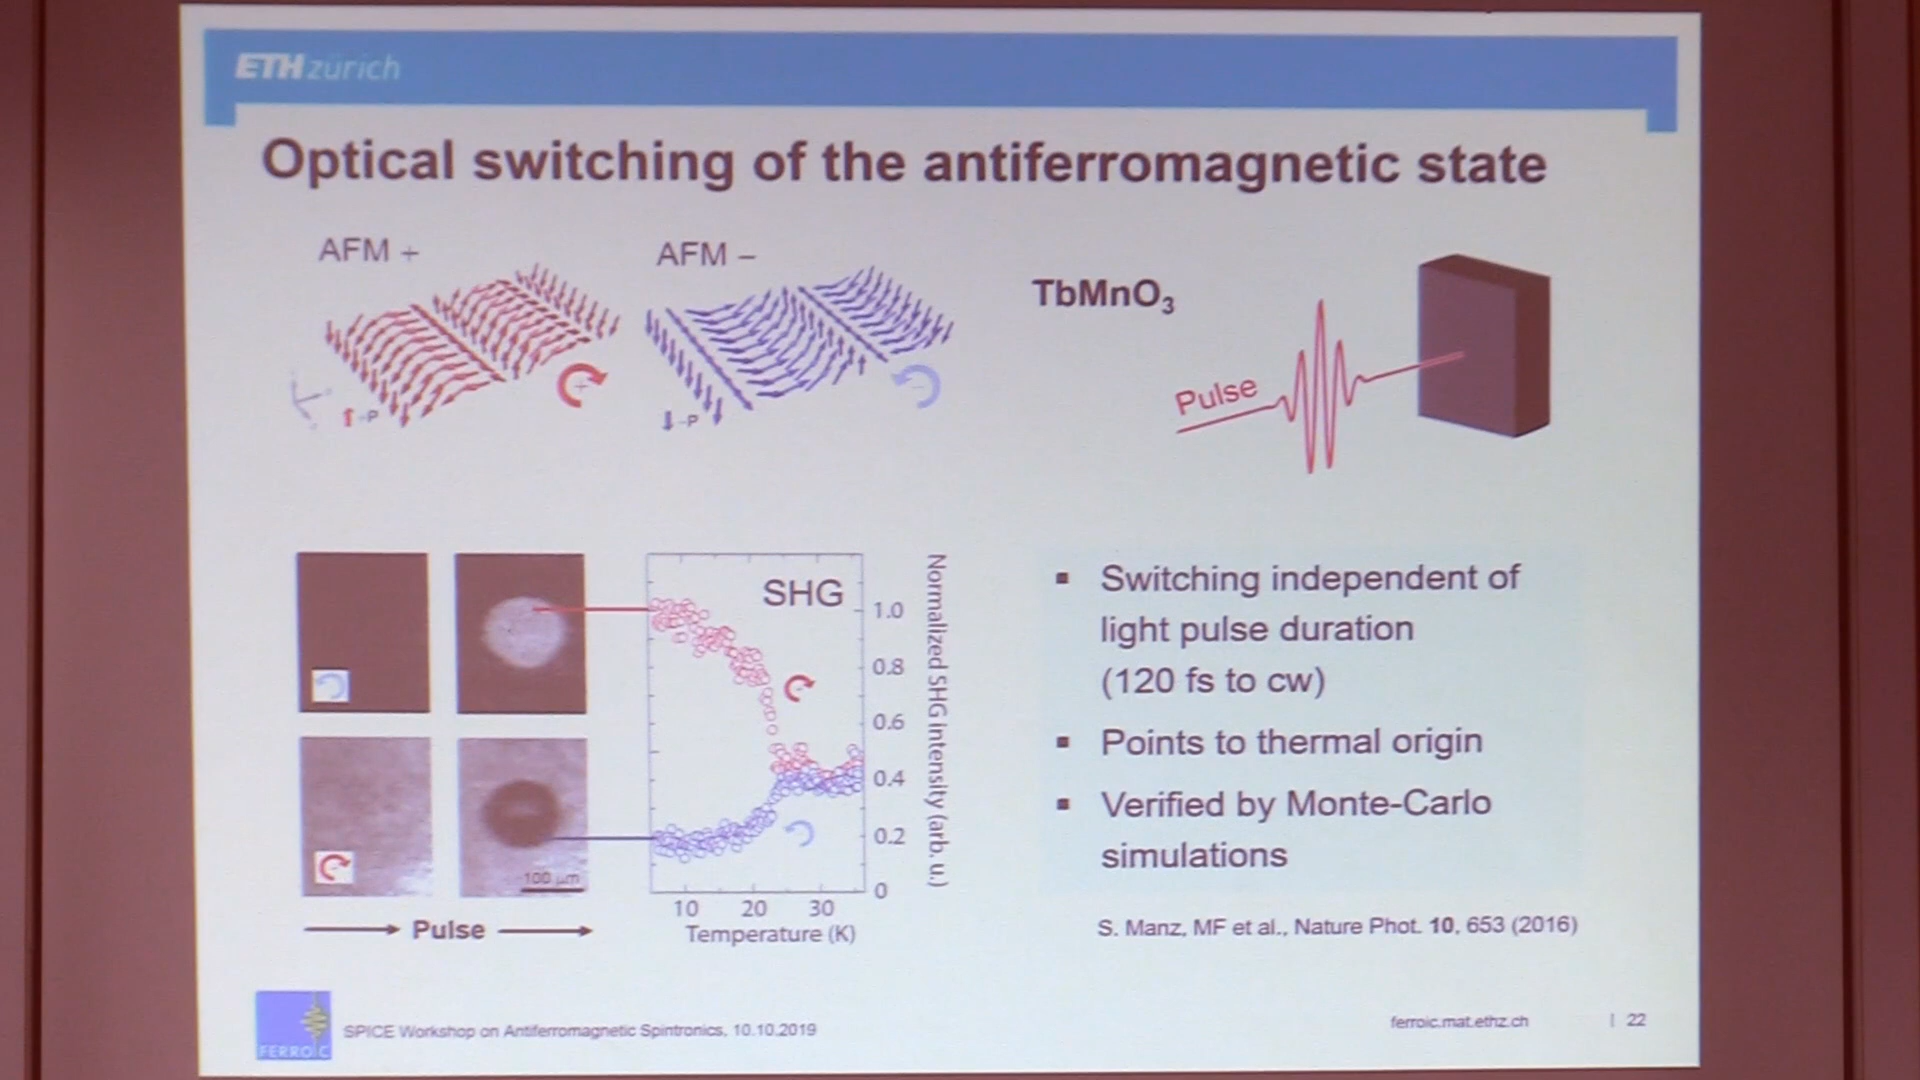 ETH zürich
Optical switching of the antiferromagnetic state
AFM +
AFM –
TbMnO3
Pulse
-P
-P
SHG
1.0
0.8
0.6
0.4
0.2
0
Normalized SHG intensity (arb. u.)
10 20 30
Temperature (K)
100 µm
Pulse
▪ Switching independent of
light pulse duration
(120 fs to cw)
▪ Points to thermal origin
▪ Verified by Monte-Carlo
simulations
S. Manz, MF et al., Nature Phot. 10, 653 (2016)
FERROIC
SPICE Workshop on Antiferromagnetic Spintronics, 10.10.2019
ferroic.mat.ethz.ch
| 22